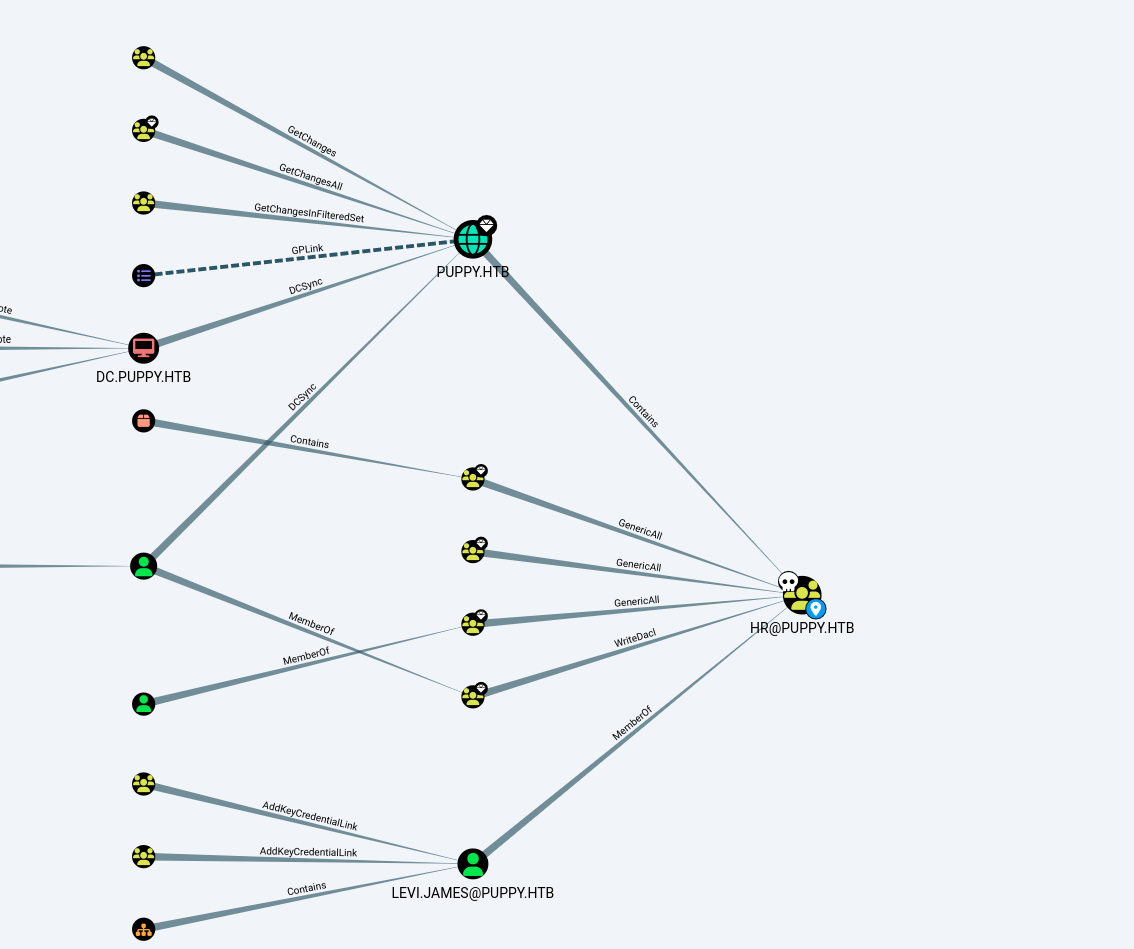 GetChanges
GetChangesAll
GetChangesInFilteredSet
GPLink
PUPPY.HTB
DCSync
ote
ote
DC.PUPPY.HTB
DCSync
Contains
Contains
GenericAll
GenericAll
GenericAll
WriteDacl
HR@PUPPY.HTB
MemberOf
MemberOf
MemberOf
AddKeyCredentialLink
AddKeyCredentialLink
Contains
LEVI.JAMES@PUPPY.HTB